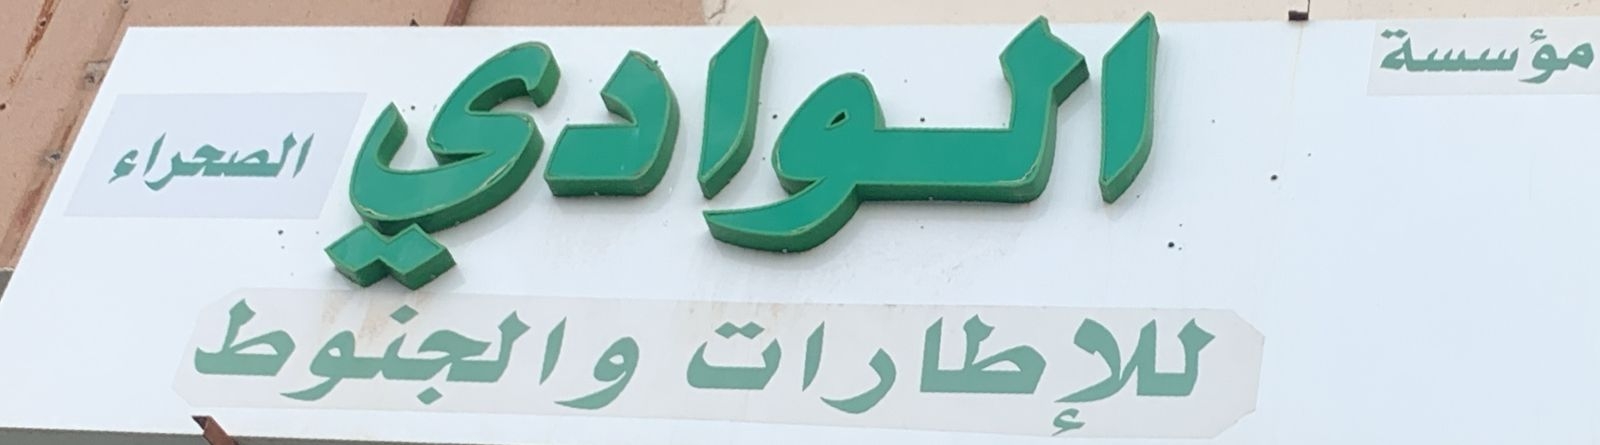 مؤسسة
الوادي الصحراء
للإطارات والجنوط